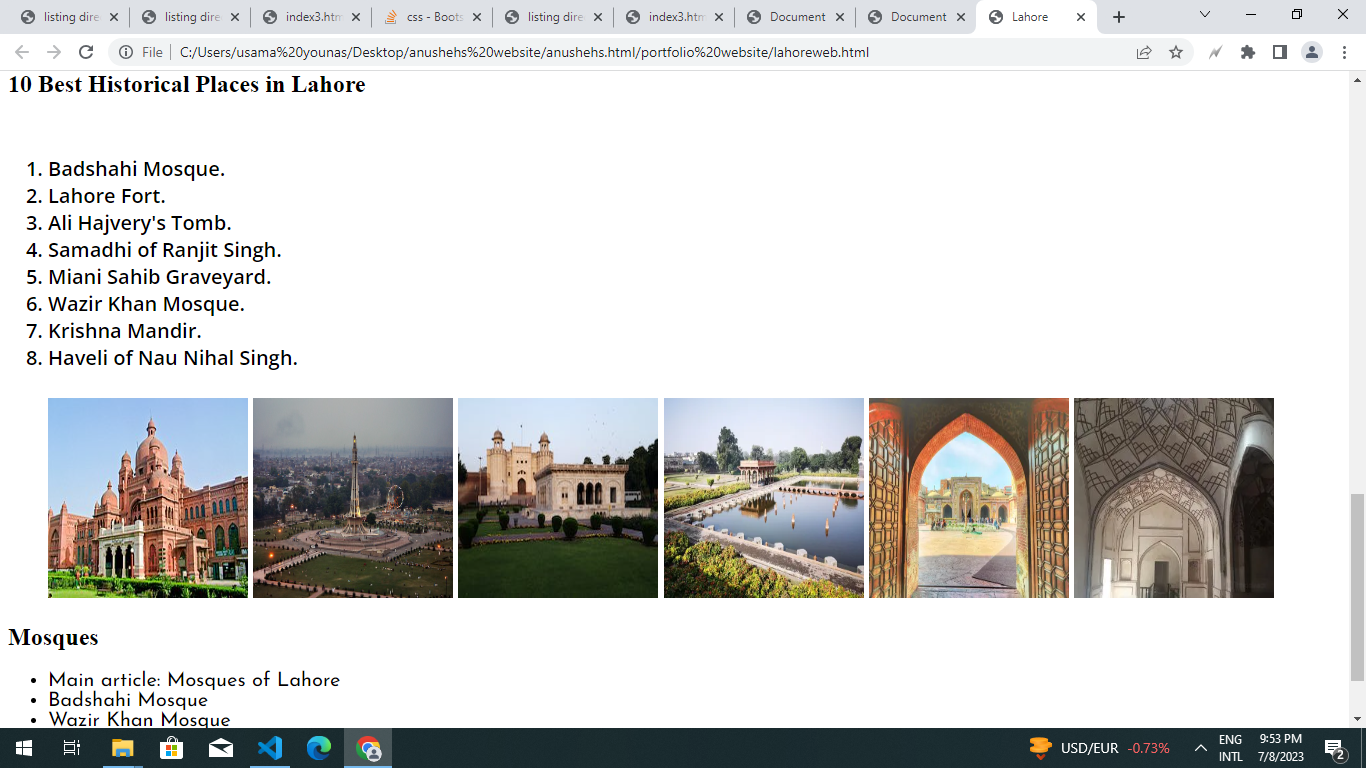 listing dire
listing dire
index3.htm
css - Boots
listing dire
index3.htm
Document
Document
Lahore
File
C:/Users/usama%20younas/Desktop/anushehs%20website/anushehs.html/portfolio%20website/lahoreweb.html
10 Best Historical Places in Lahore
1. Badshahi Mosque.
2. Lahore Fort.
3. Ali Hajvery's Tomb.
4. Samadhi of Ranjit Singh.
5. Miani Sahib Graveyard.
6. Wazir Khan Mosque.
7. Krishna Mandir.
8. Haveli of Nau Nihal Singh.
Mosques
• Main article: Mosques of Lahore
• Badshahi Mosque
• Wazir Khan Mosque
USD/EUR -0.73%
ENG
INTL
9:53 PM
7/8/2023
2